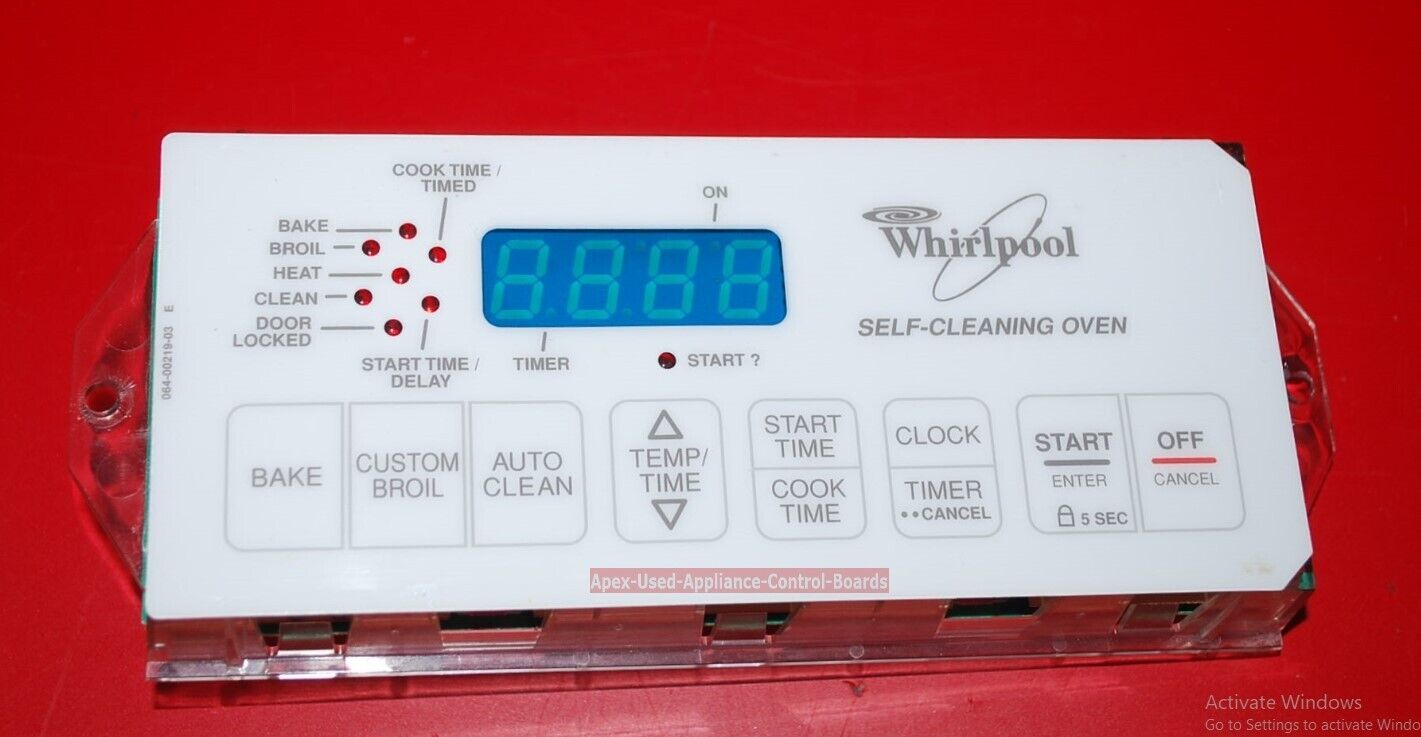 COOK TIME /
TIMED
ON
BAKE
BROIL
HEAT
CLEAN
DOOR
LOCKED
START TIME /
DELAY
TIMER
START ?
Whirlpool
SELF-CLEANING OVEN
064-00219-03 E
BAKE
CUSTOM
BROIL
AUTO
CLEAN
TEMP/
TIME
START
TIME
COOK
TIME
CLOCK
TIMER
••CANCEL
START
ENTER
5 SEC
OFF
CANCEL
Apex-Used-Appliance-Control-Boards
Activate Windows
Go to Settings to activate Windo